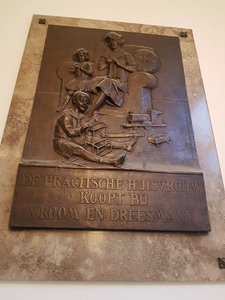 DE PRACTISCHE HUISVROUW
KOOPT BIJ
VROOM EN DREESMANN